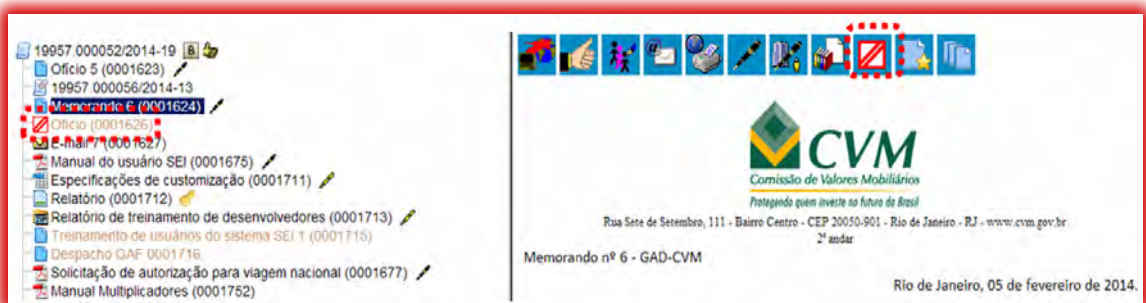 19957.000052/2014-19
Ofício 5 (0001623)
19957.000056/2014-13
Memorando 6 (0001624)
Ofício (0001626)
E-mail 7 (0001627)
Manual do usuário SEI (0001675)
Especificações de customização (0001711)
Relatório (0001712)
Relatório de treinamento de desenvolvedores (0001713)
Treinamento de usuários do sistema SEI 1 (0001715)
Despacho GAF 0001716
Solicitação de autorização para viagem nacional (0001677)
Manual Multiplicadores (0001752)
CVM
Comissão de Valores Mobiliários
Protegendo quem investe no futuro do Brasil
Rua Sete de Setembro, 111 - Bairro Centro - CEP 20050-901 - Rio de Janeiro - RJ - www.cvm.gov.br
2º andar
Memorando nº 6 - GAD-CVM
Rio de Janeiro, 05 de fevereiro de 2014.